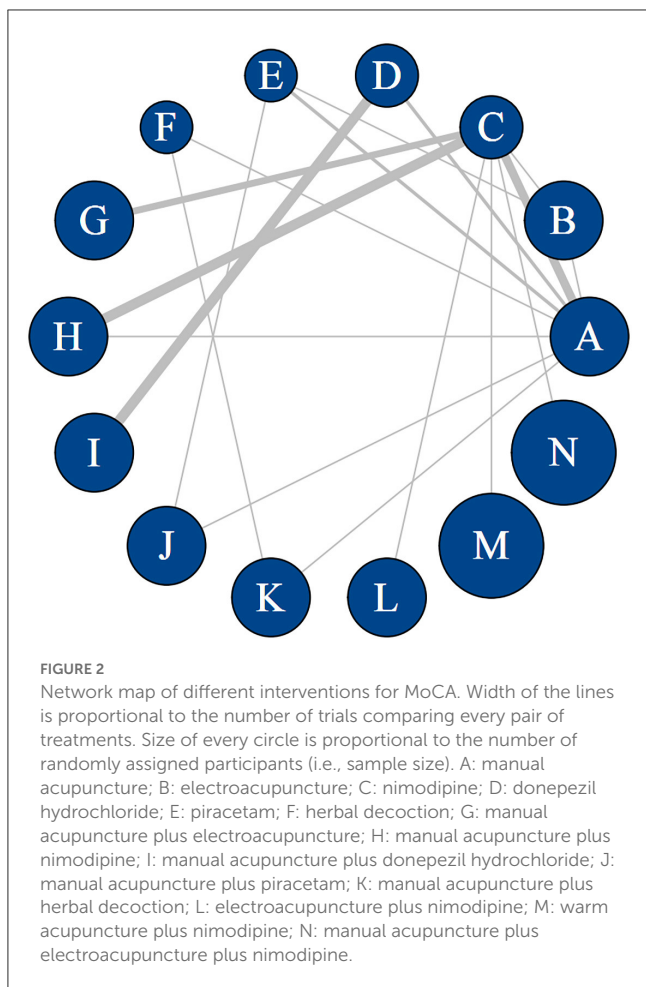 E
D
F
C
G
B
H
A
I
N
J
M
K
L
FIGURE 2
Network map of different interventions for MoCA. Width of the lines
is proportional to the number of trials comparing every pair of
treatments. Size of every circle is proportional to the number of
randomly assigned participants (i.e., sample size). A: manual
acupuncture; B: electroacupuncture; C: nimodipine; D: donepezil
hydrochloride; E: piracetam; F: herbal decoction; G: manual
acupuncture plus electroacupuncture; H: manual acupuncture plus
nimodipine; I: manual acupuncture plus donepezil hydrochloride; J:
manual acupuncture plus piracetam; K: manual acupuncture plus
herbal decoction; L: electroacupuncture plus nimodipine; M: warm
acupuncture plus nimodipine; N: manual acupuncture plus
electroacupuncture plus nimodipine.